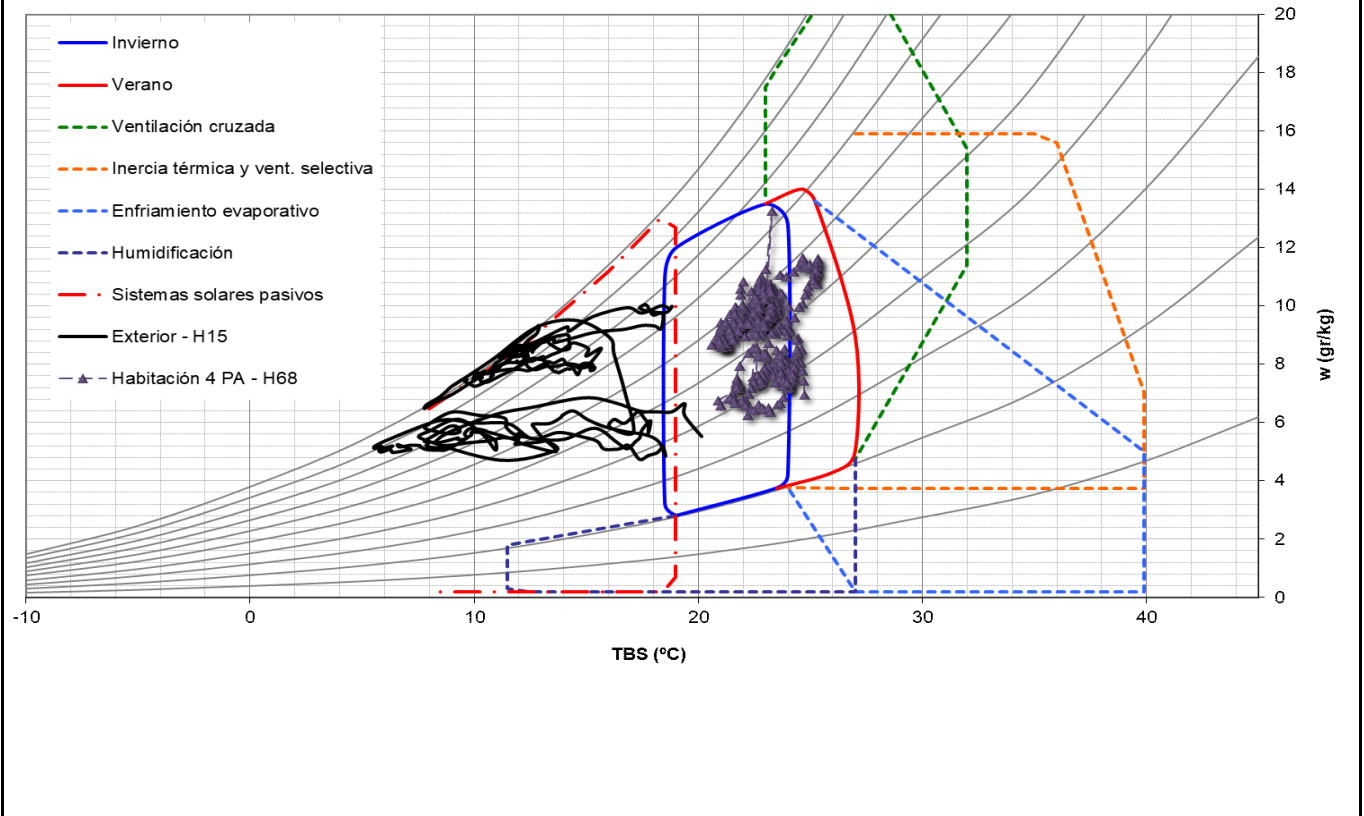 Invierno
Verano
Ventilación cruzada
Inercia térmica y vent. selectiva
Enfriamiento evaporativo
Humidificación
Sistemas solares pasivos
Exterior - H15
Habitación 4 PA - H68
20
18
16
14
12
10
8
6
4
2
0
w (gr/kg)
-10 0 10 20 30 40
TBS (ºC)